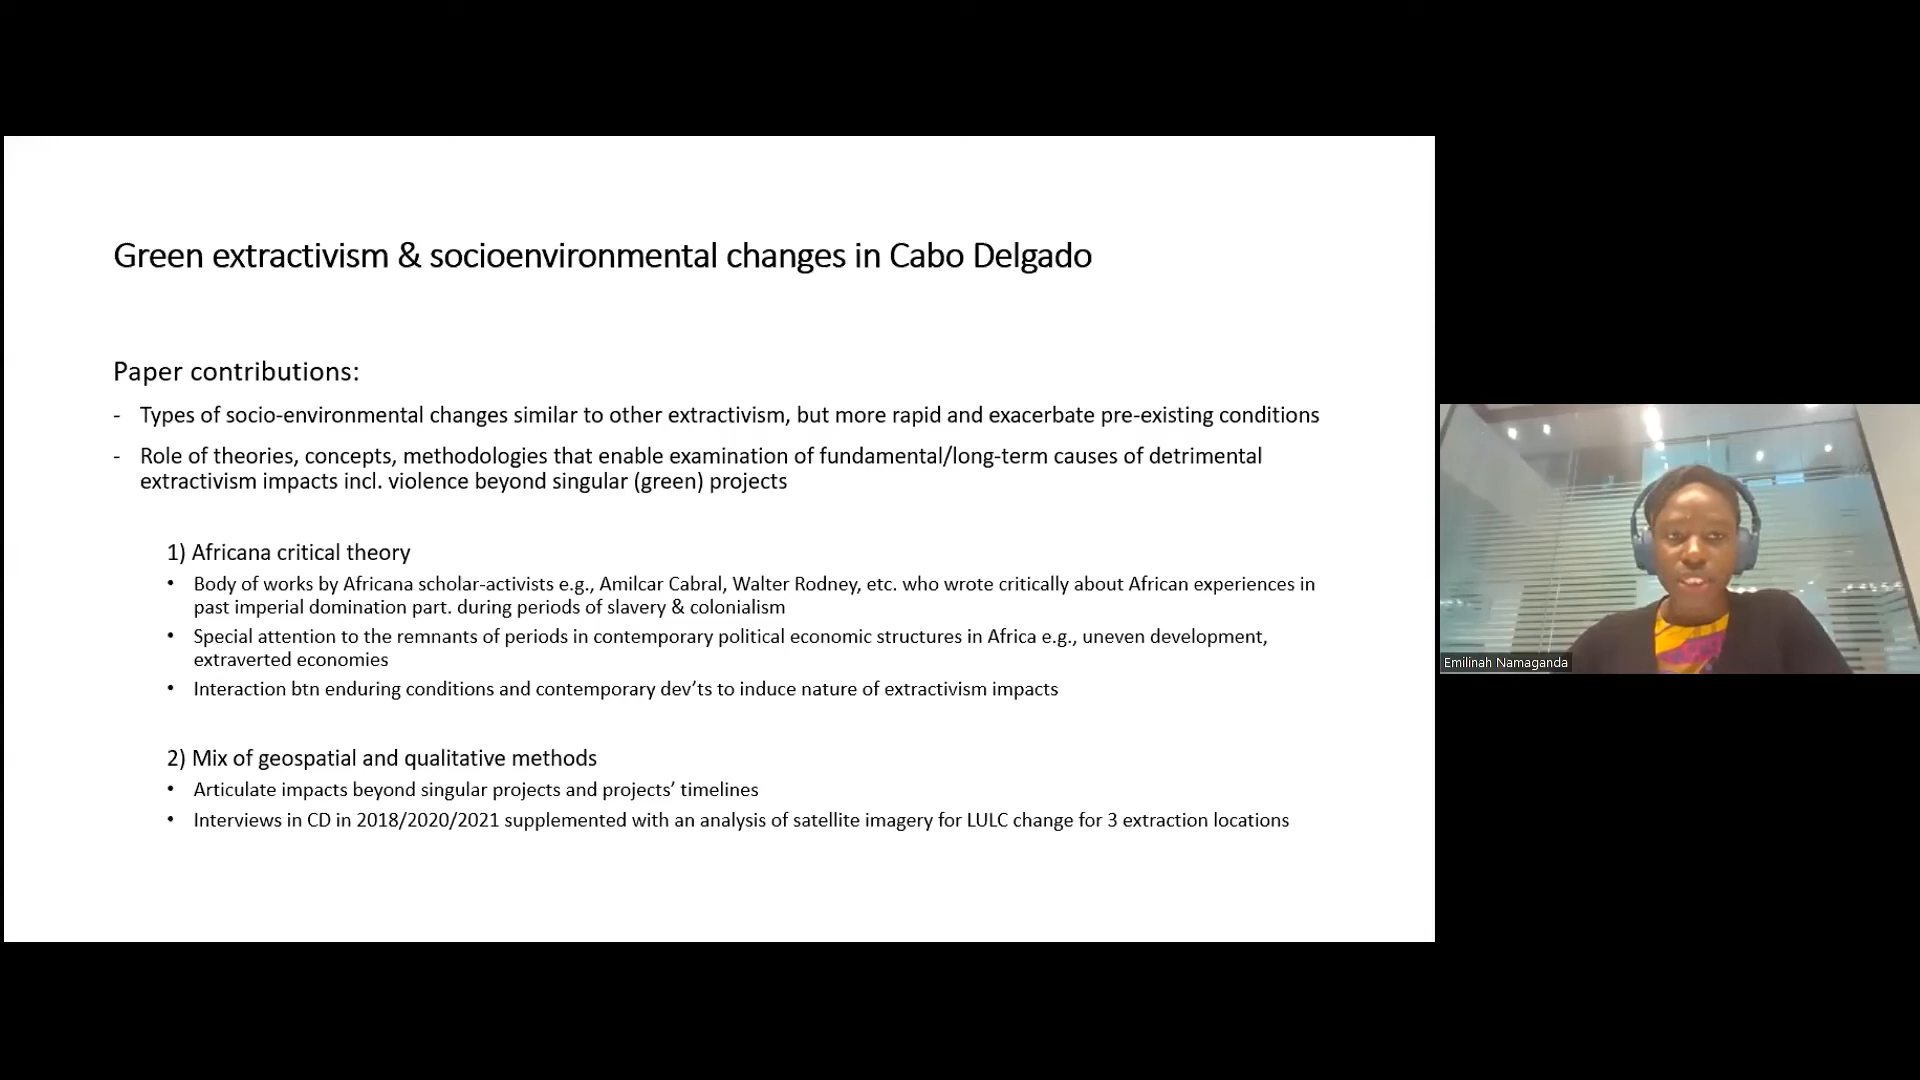 Green extractivism & socioenvironmental changes in Cabo Delgado
Paper contributions:
- Types of socio-environmental changes similar to other extractivism, but more rapid and exacerbate pre-existing conditions
- Role of theories, concepts, methodologies that enable examination of fundamental/long-term causes of detrimental
extractivism impacts incl. violence beyond singular (green) projects
1) Africana critical theory
• Body of works by Africana scholar-activists e.g., Amilcar Cabral, Walter Rodney, etc. who wrote critically about African experiences in
past imperial domination part. during periods of slavery & colonialism
• Special attention to the remnants of periods in contemporary political economic structures in Africa e.g., uneven development,
extraverted economies
• Interaction btn enduring conditions and contemporary dev’ts to induce nature of extractivism impacts
2) Mix of geospatial and qualitative methods
• Articulate impacts beyond singular projects and projects’ timelines
• Interviews in CD in 2018/2020/2021 supplemented with an analysis of satellite imagery for LULC change for 3 extraction locations
Emilinah Namaganda